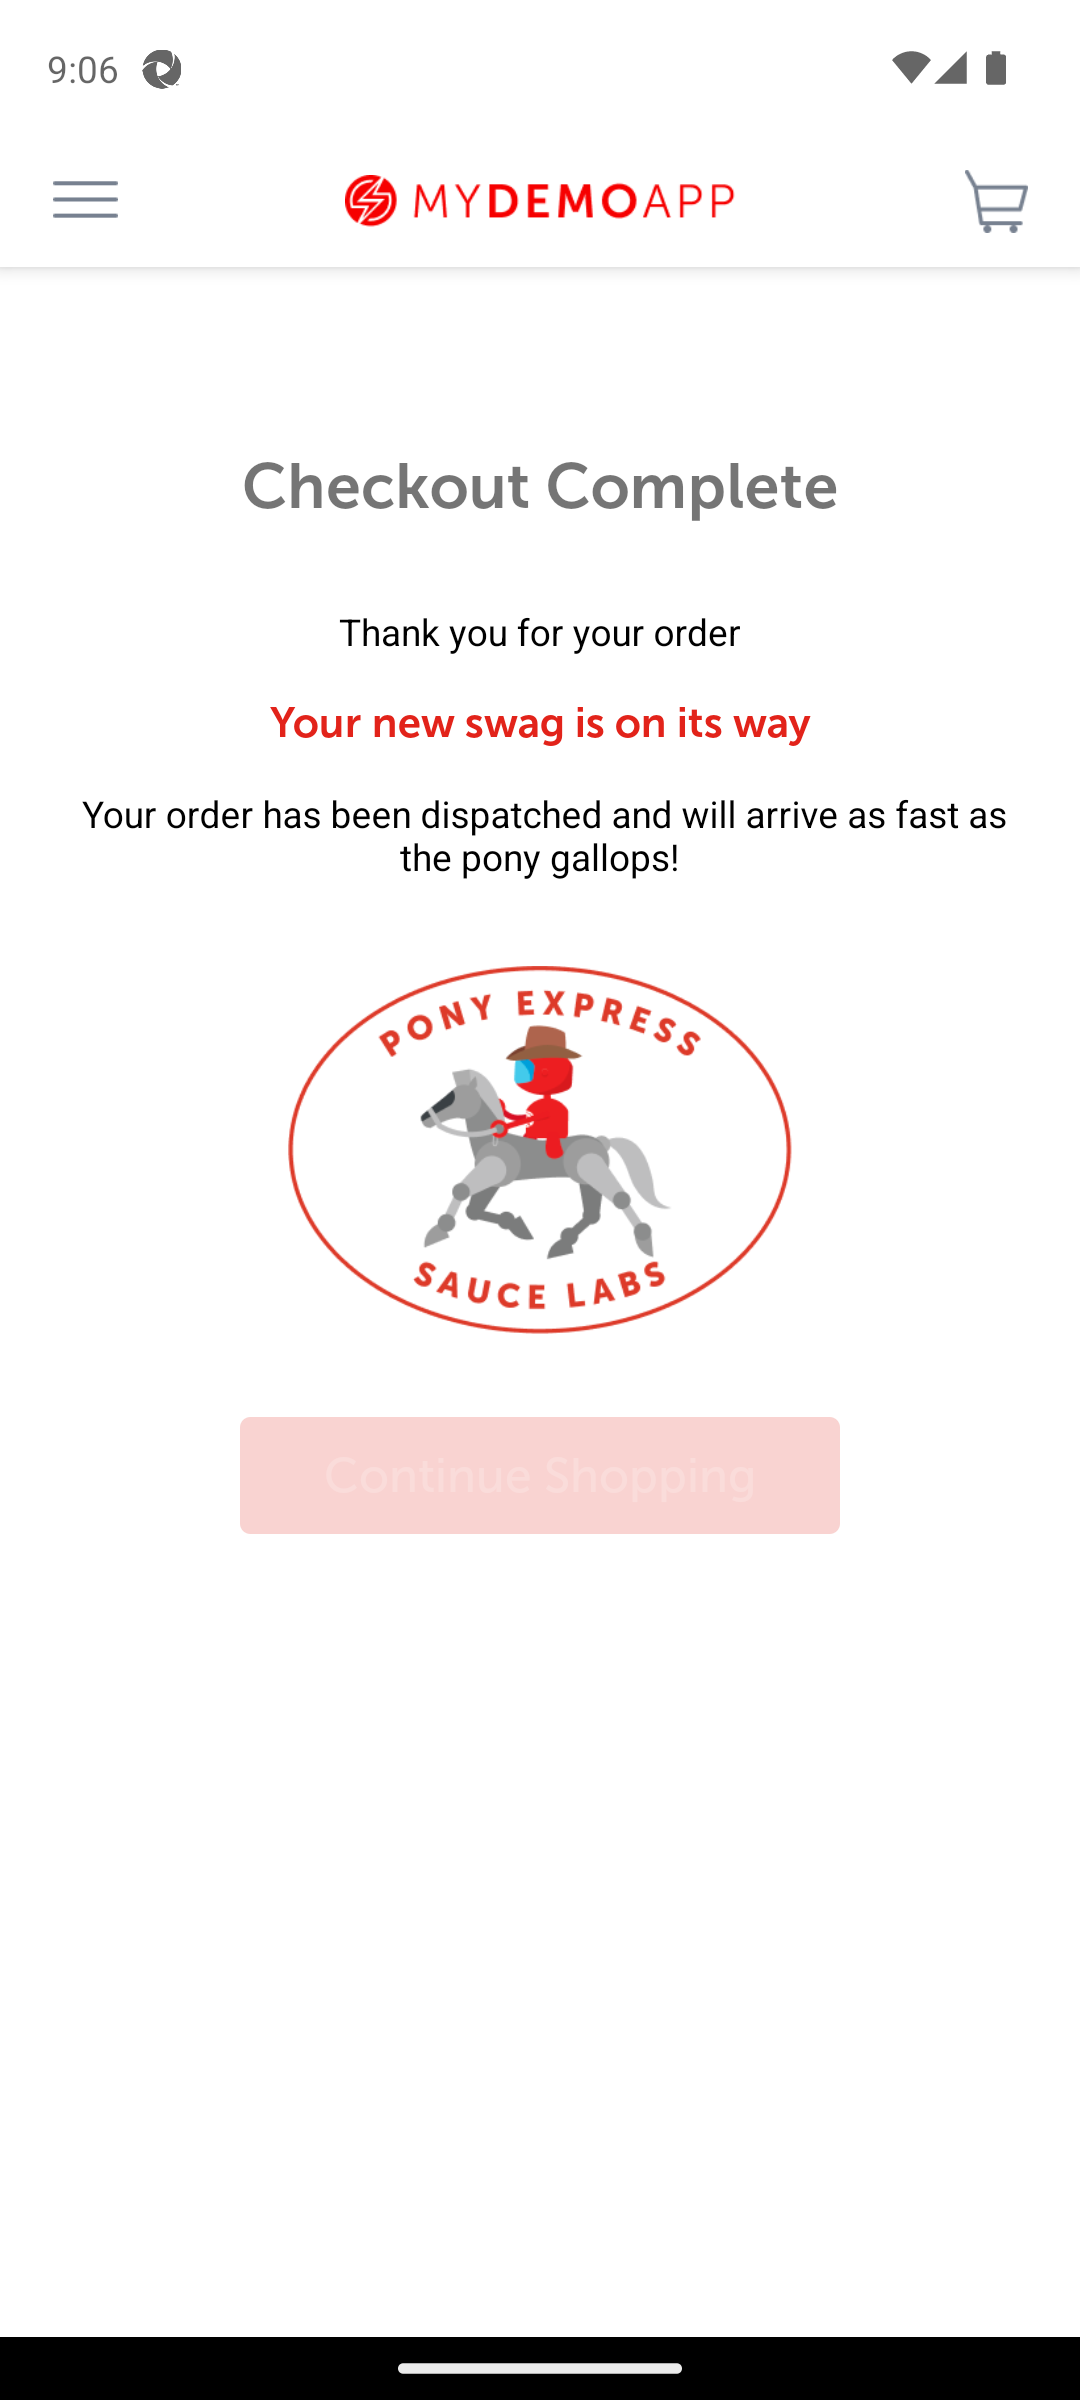 9:06
MYDEMOAPP
Checkout Complete
Thank you for your order
Your new swag is on its way
Your order has been dispatched and will arrive as fast as
the pony gallops!
PONY EXPRESS
SAUCE LABS
Continue Shopping